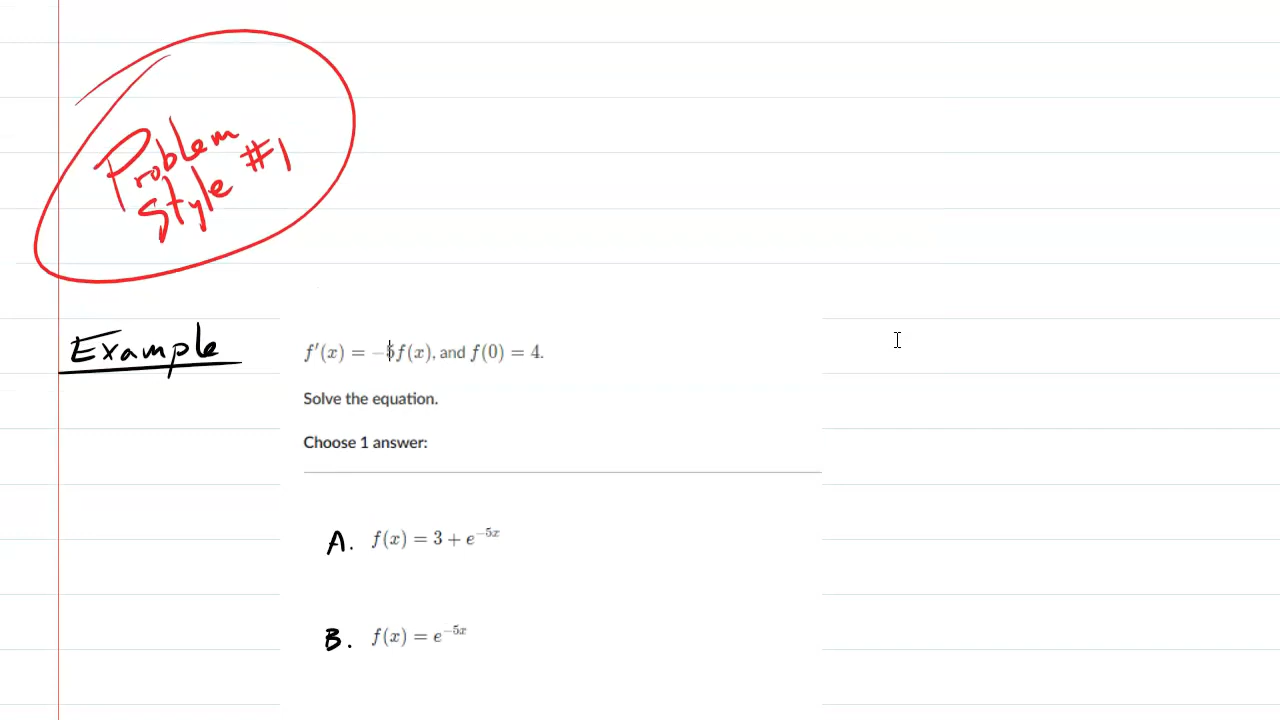 Problem
Style #1
Example
f'(x) = −5f(x), and f(0) = 4.
Solve the equation.
Choose 1 answer:
A. f(x) = 3 + e^{−5x}
B. f(x) = e^{−5x}